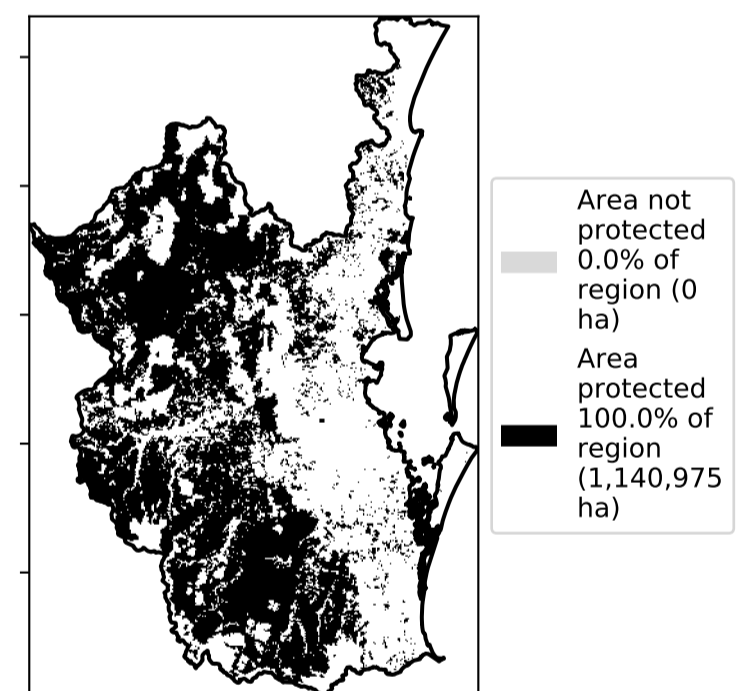 Area not
protected
0.0% of
region (0
ha)
Area
protected
100.0% of
region
(1,140,975
ha)